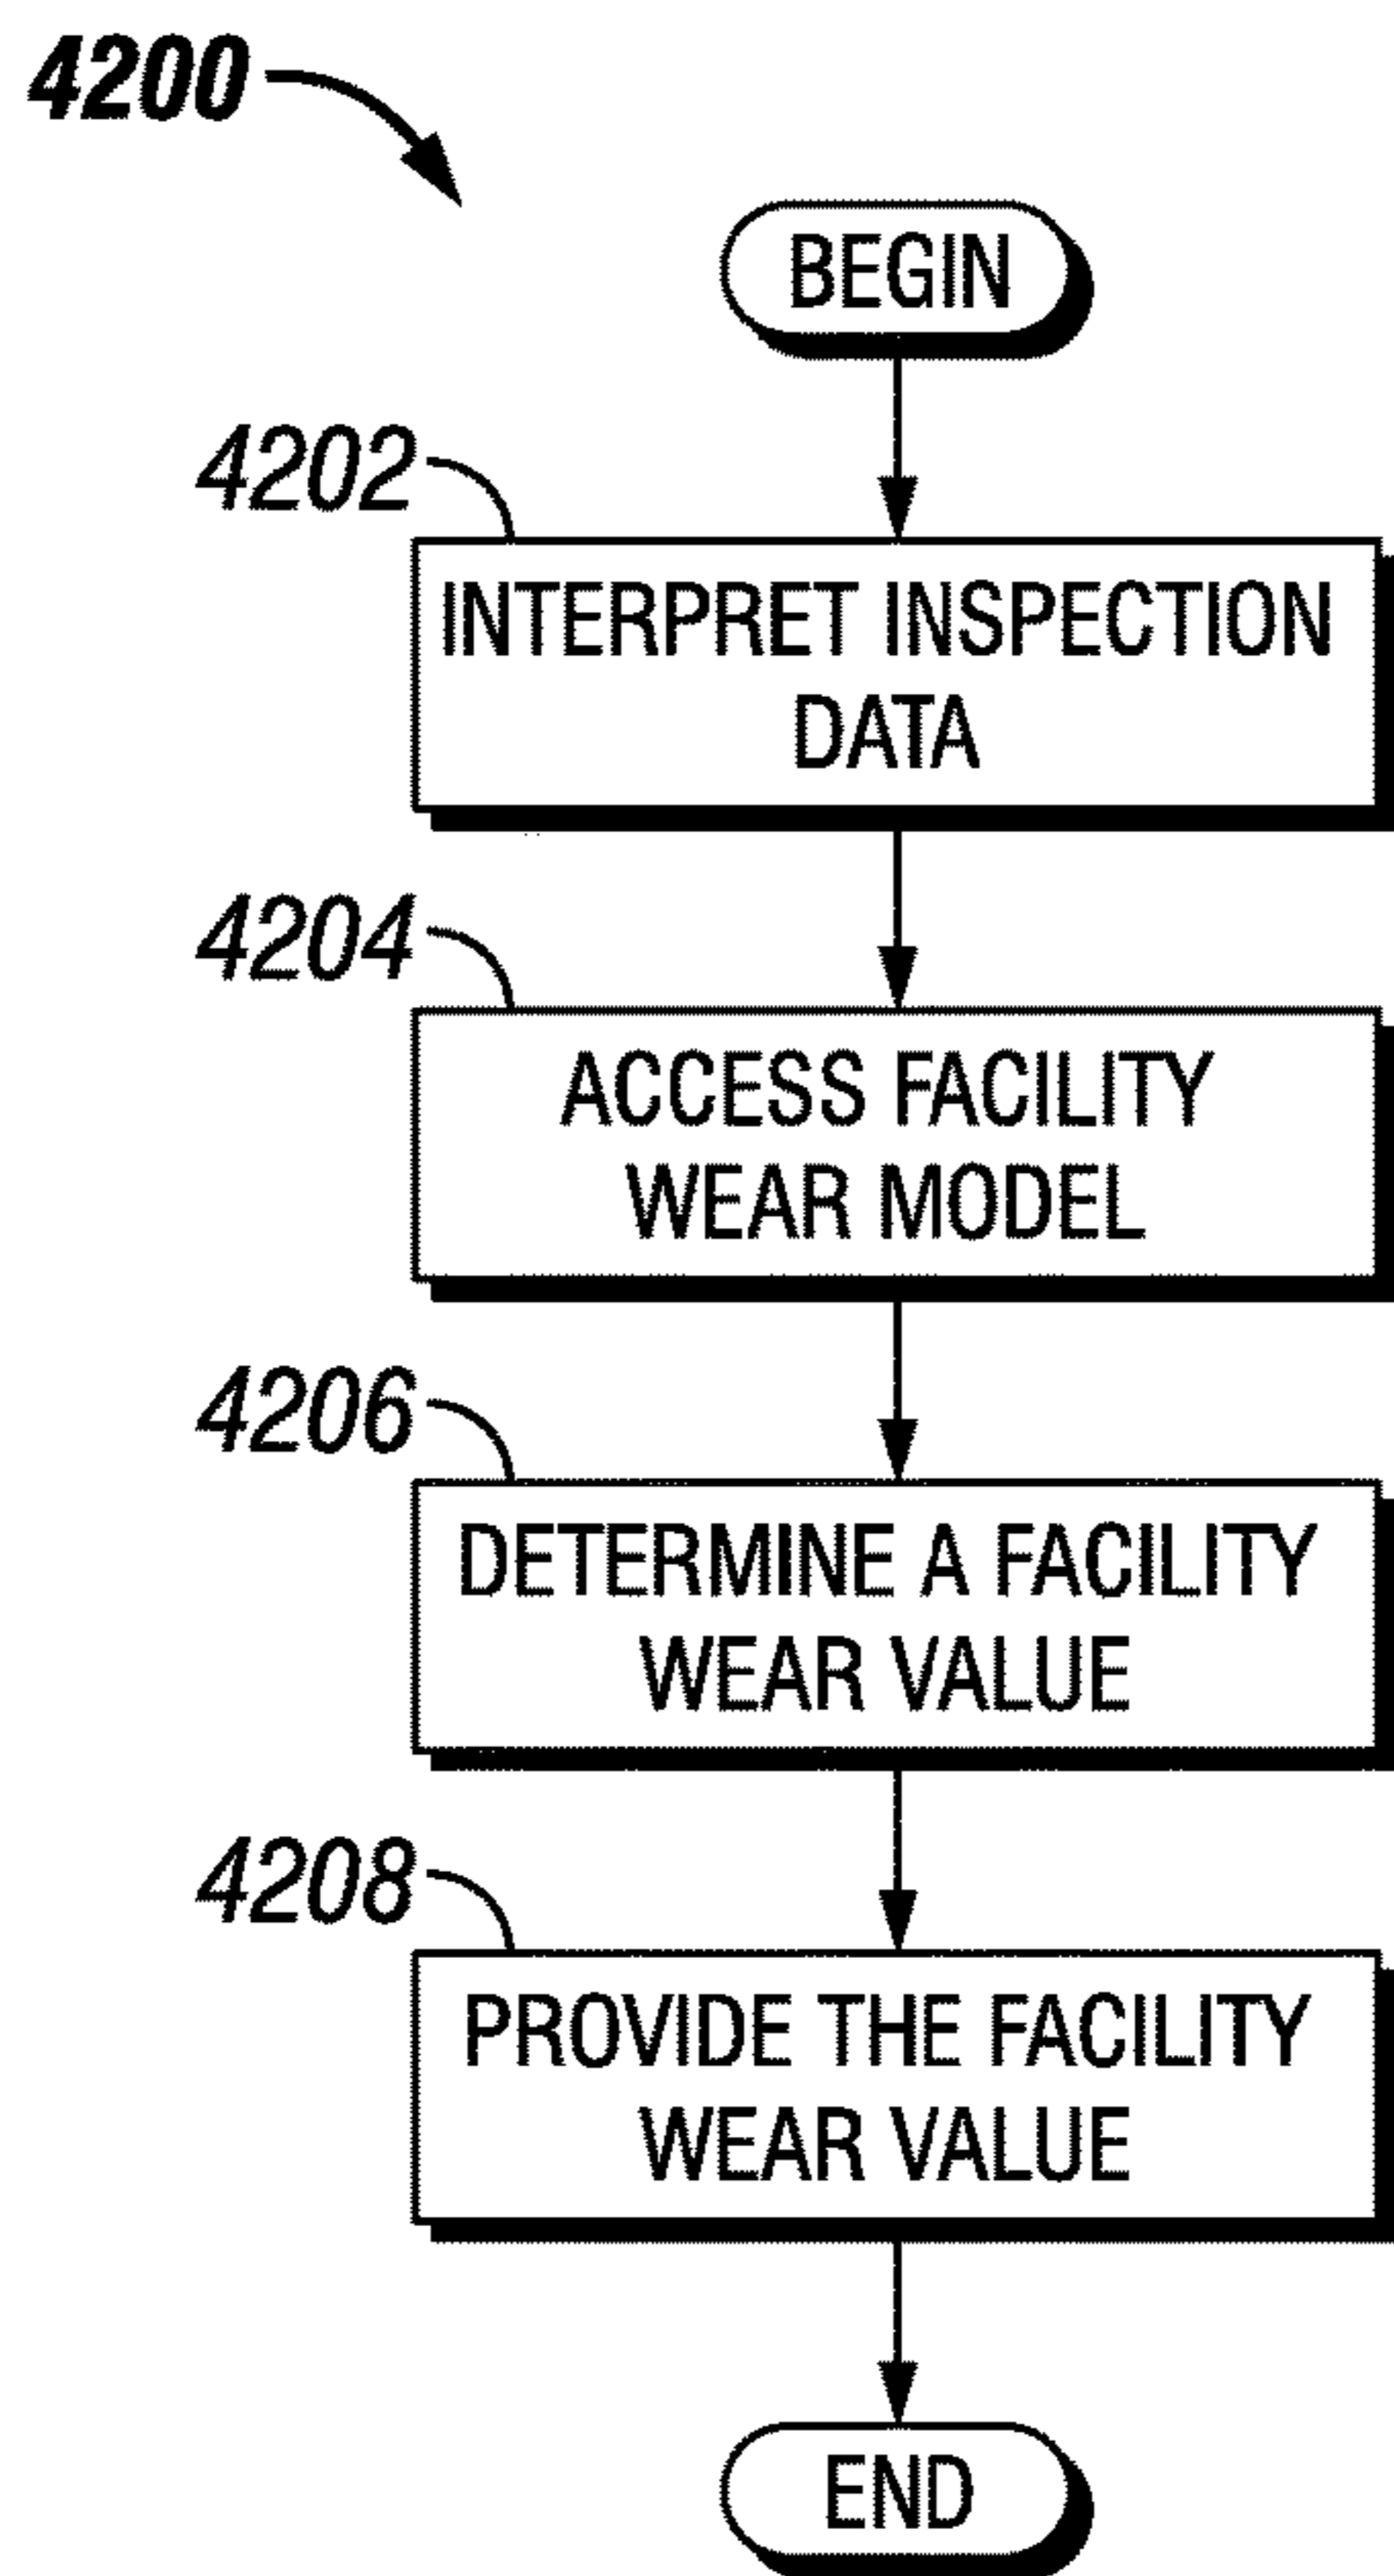 4200
BEGIN
4202
INTERPRET INSPECTION
DATA
4204
ACCESS FACILITY
WEAR MODEL
4206
DETERMINE A FACILITY
WEAR VALUE
4208
PROVIDE THE FACILITY
WEAR VALUE
END